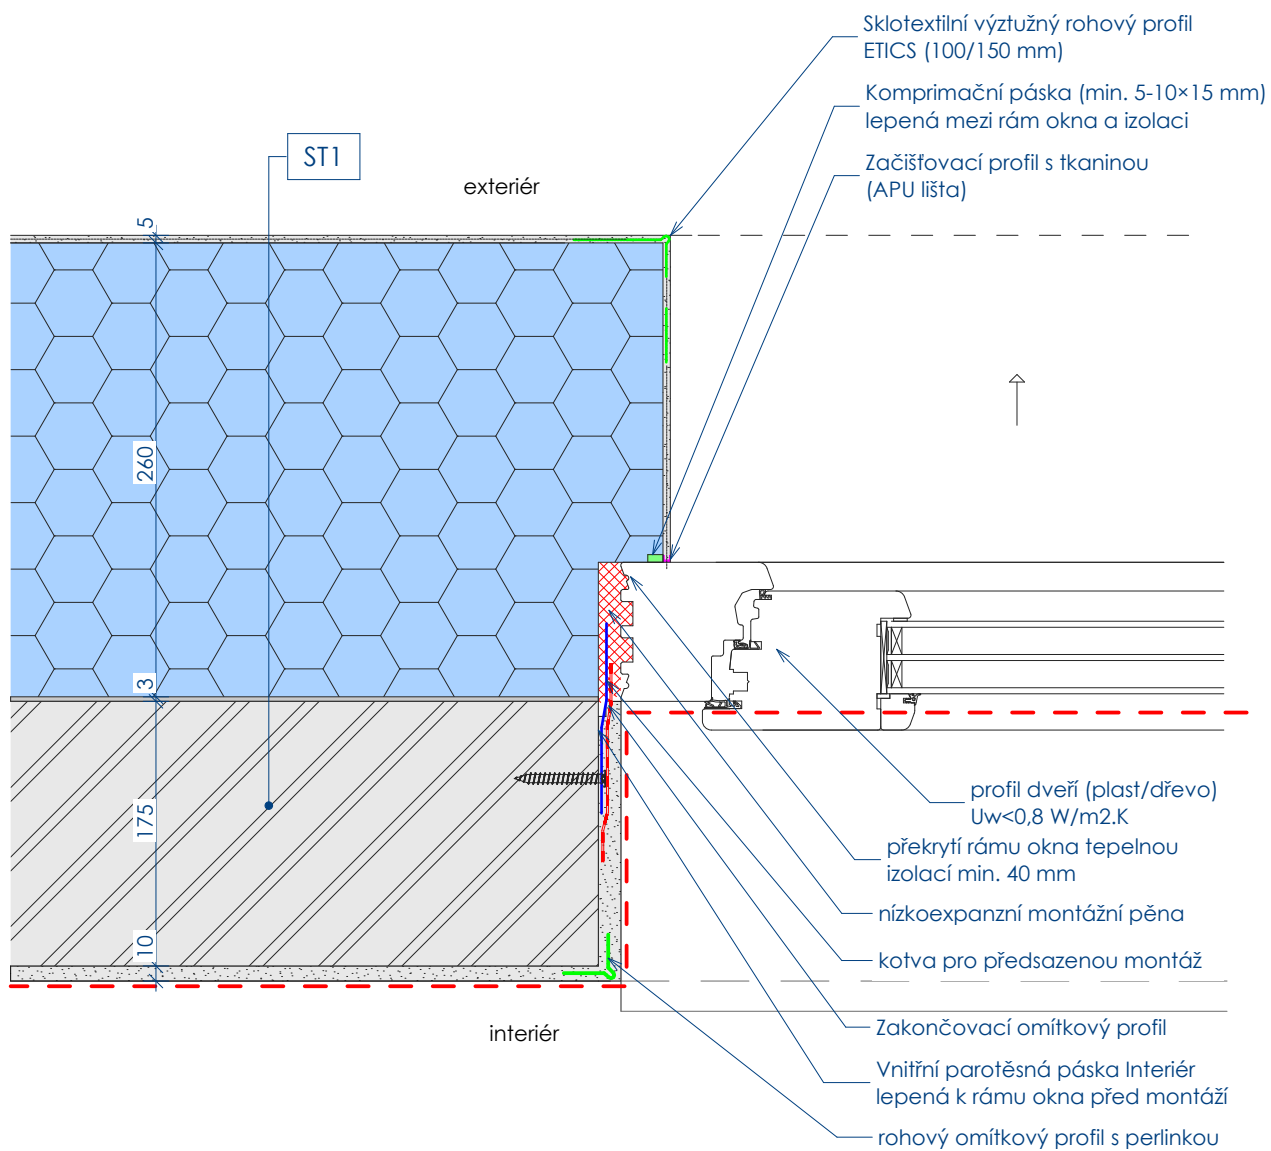 Sklotextilní výztužný rohový profil
ETICS (100/150 mm)
Komprimační páska (min. 5-10×15 mm)
lepená mezi rám okna a izolaci
ST1
Začišťovací profil s tkaninou
(APU lišta)
exteriér
5
260
3
175
10
profil dveří (plast/dřevo)
Uw<0,8 W/m2.K
překrytí rámu okna tepelnou
izolací min. 40 mm
nízkoexpanzní montážní pěna
kotva pro předsazenou montáž
interiér
Zakončovací omítkový profil
Vnitřní parotěsná páska Interiér
lepená k rámu okna před montáží
rohový omítkový profil s perlinkou